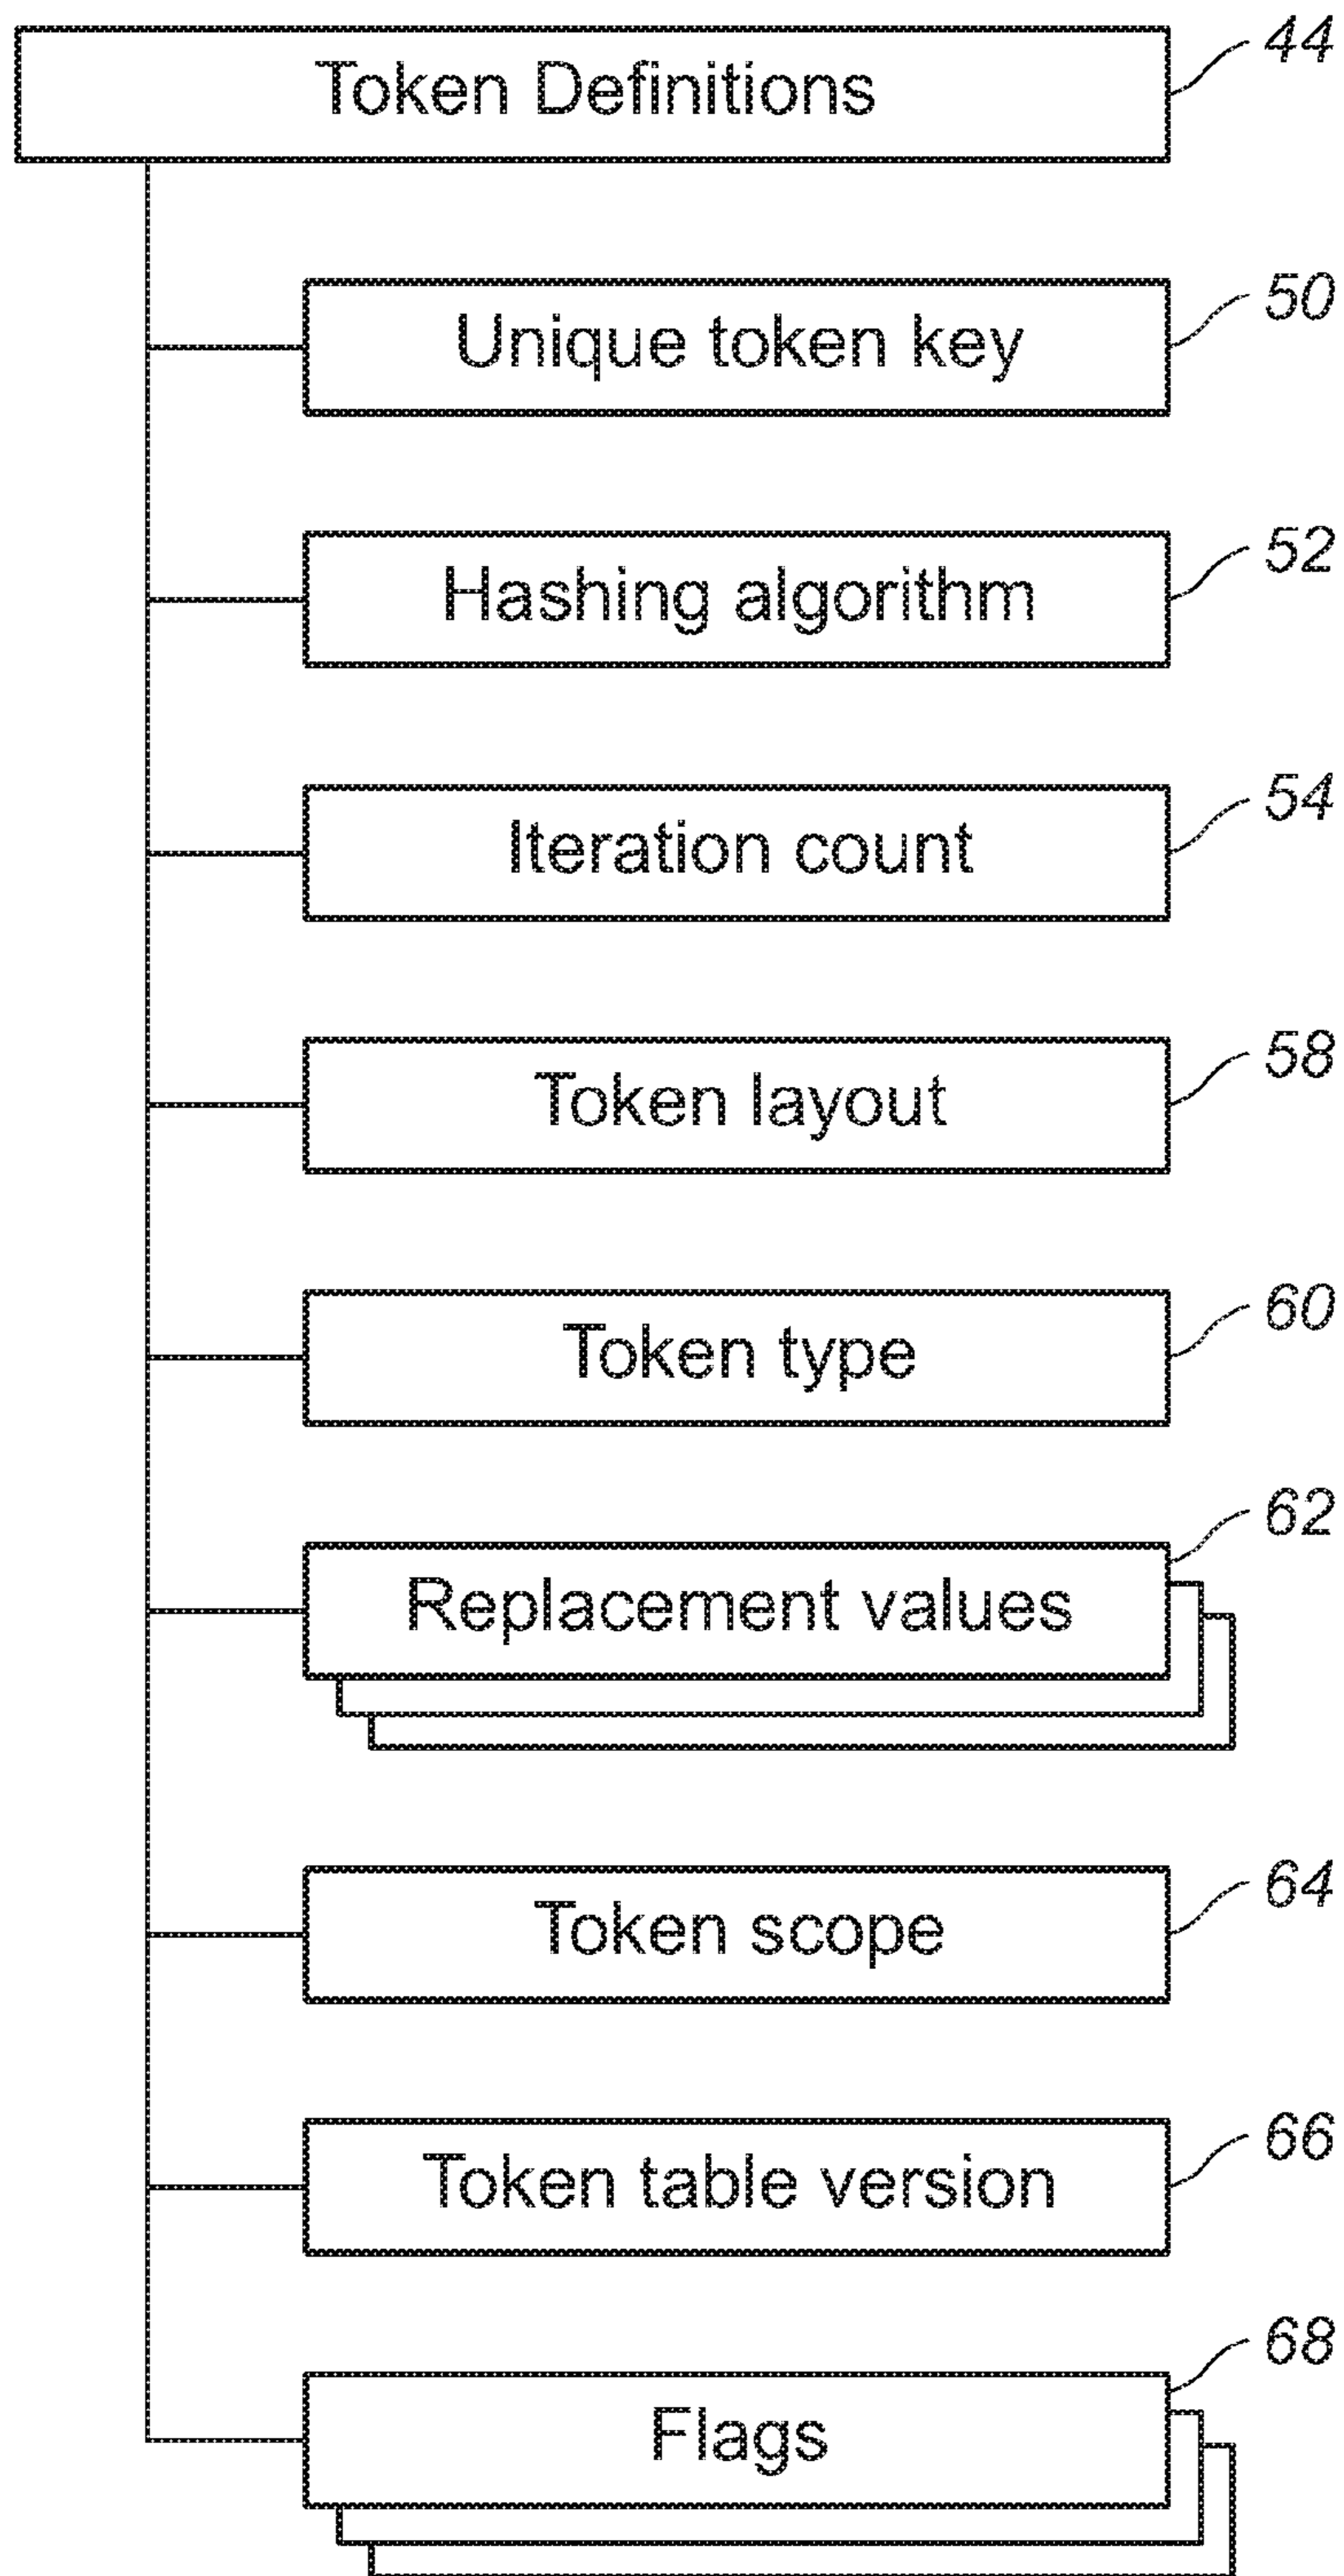 Token Definitions 44
Unique token key 50
Hashing algorithm 52
Iteration count 54
Token layout 58
Token type 60
Replacement values 62
Token scope 64
Token table version 66
Flags 68